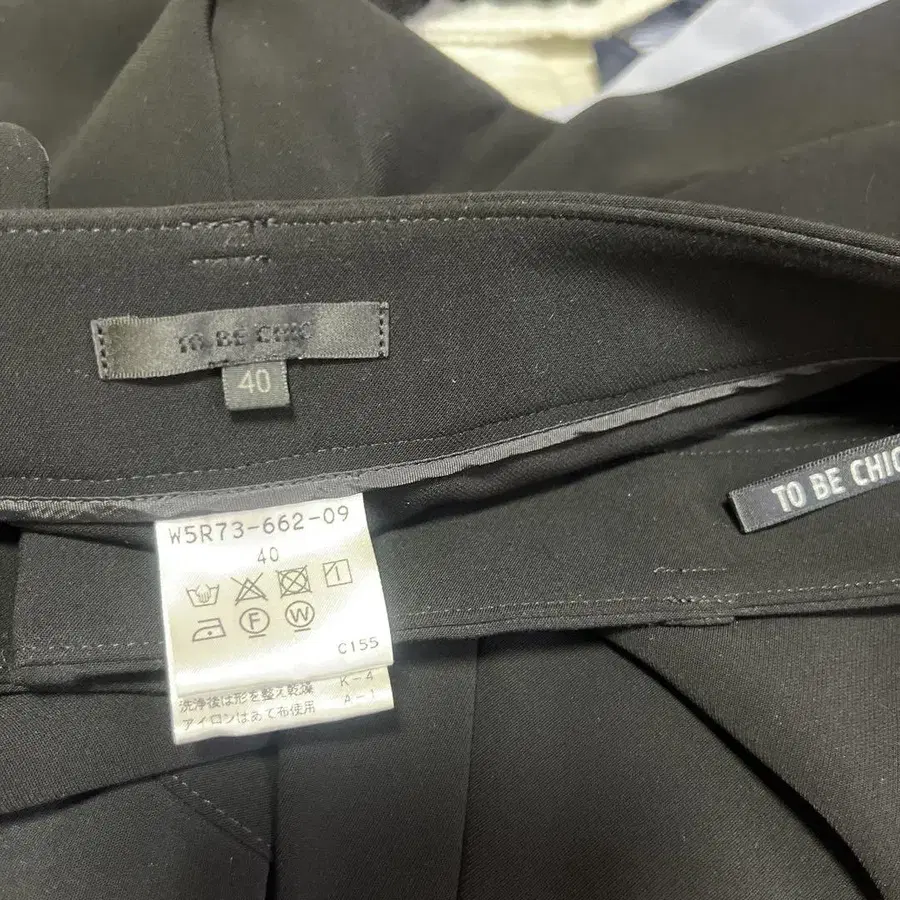 TO BE CHIC
40
TO BE CHIC
W5R73-662-09
40
F
W
C155
K-4
A-1
洗浄後は形を整え乾燥
アイロンはあて布使用